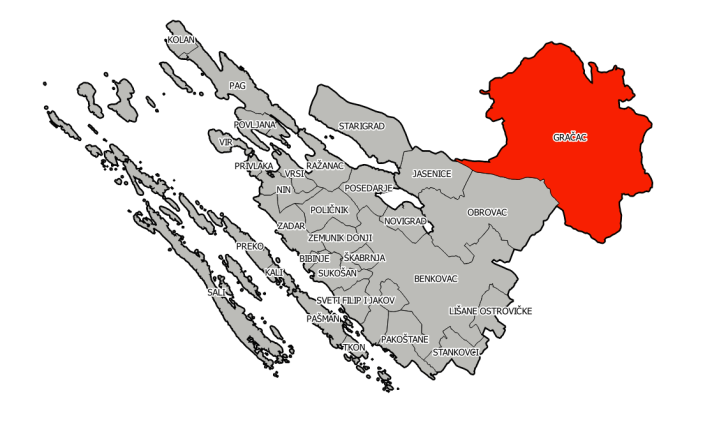 KOLAN
PAG
POVLJANA
STARIGRAD
GRAČAC
VIR
PRIVLAKA
VRSI
RAŽANAC
JASENICE
NIN
POSEDARJE
POLIČNIK
NOVIGRAD
OBROVAC
ZADAR
ZEMUNIK DONJI
PREKO
BIBINJE
ŠKABRNJA
KALI
SUKOŠAN
BENKOVAC
SALI
SVETI FILIP I JAKOV
LIŠANE OSTROVIČKE
PAŠMAN
PAKOŠTANE
TKON
STANKOVCI